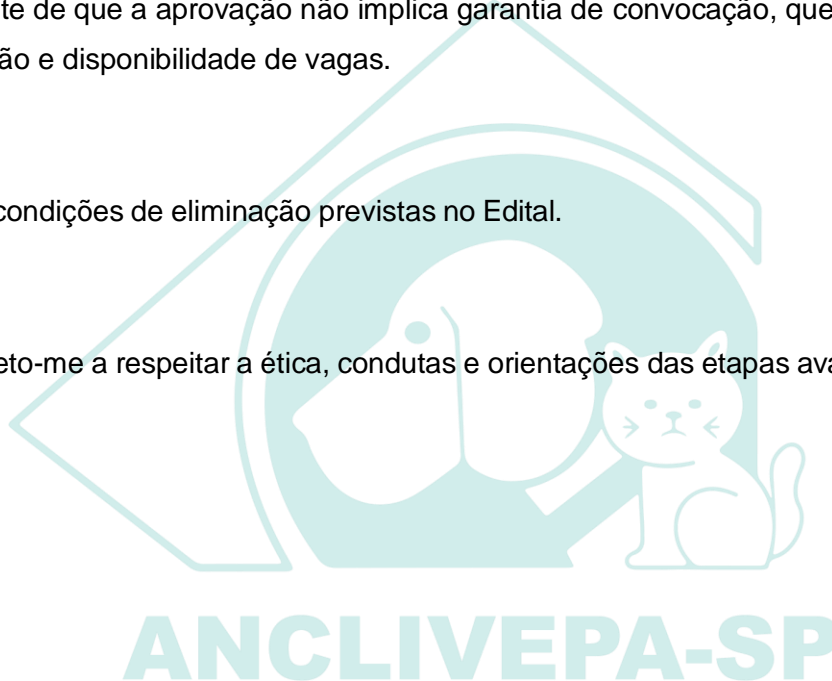 te de que a aprovação não implica garantia de convocação, que
ão e disponibilidade de vagas.
condições de eliminação previstas no Edital.
eto-me a respeitar a ética, condutas e orientações das etapas ava
ANCLIVEPA-SP